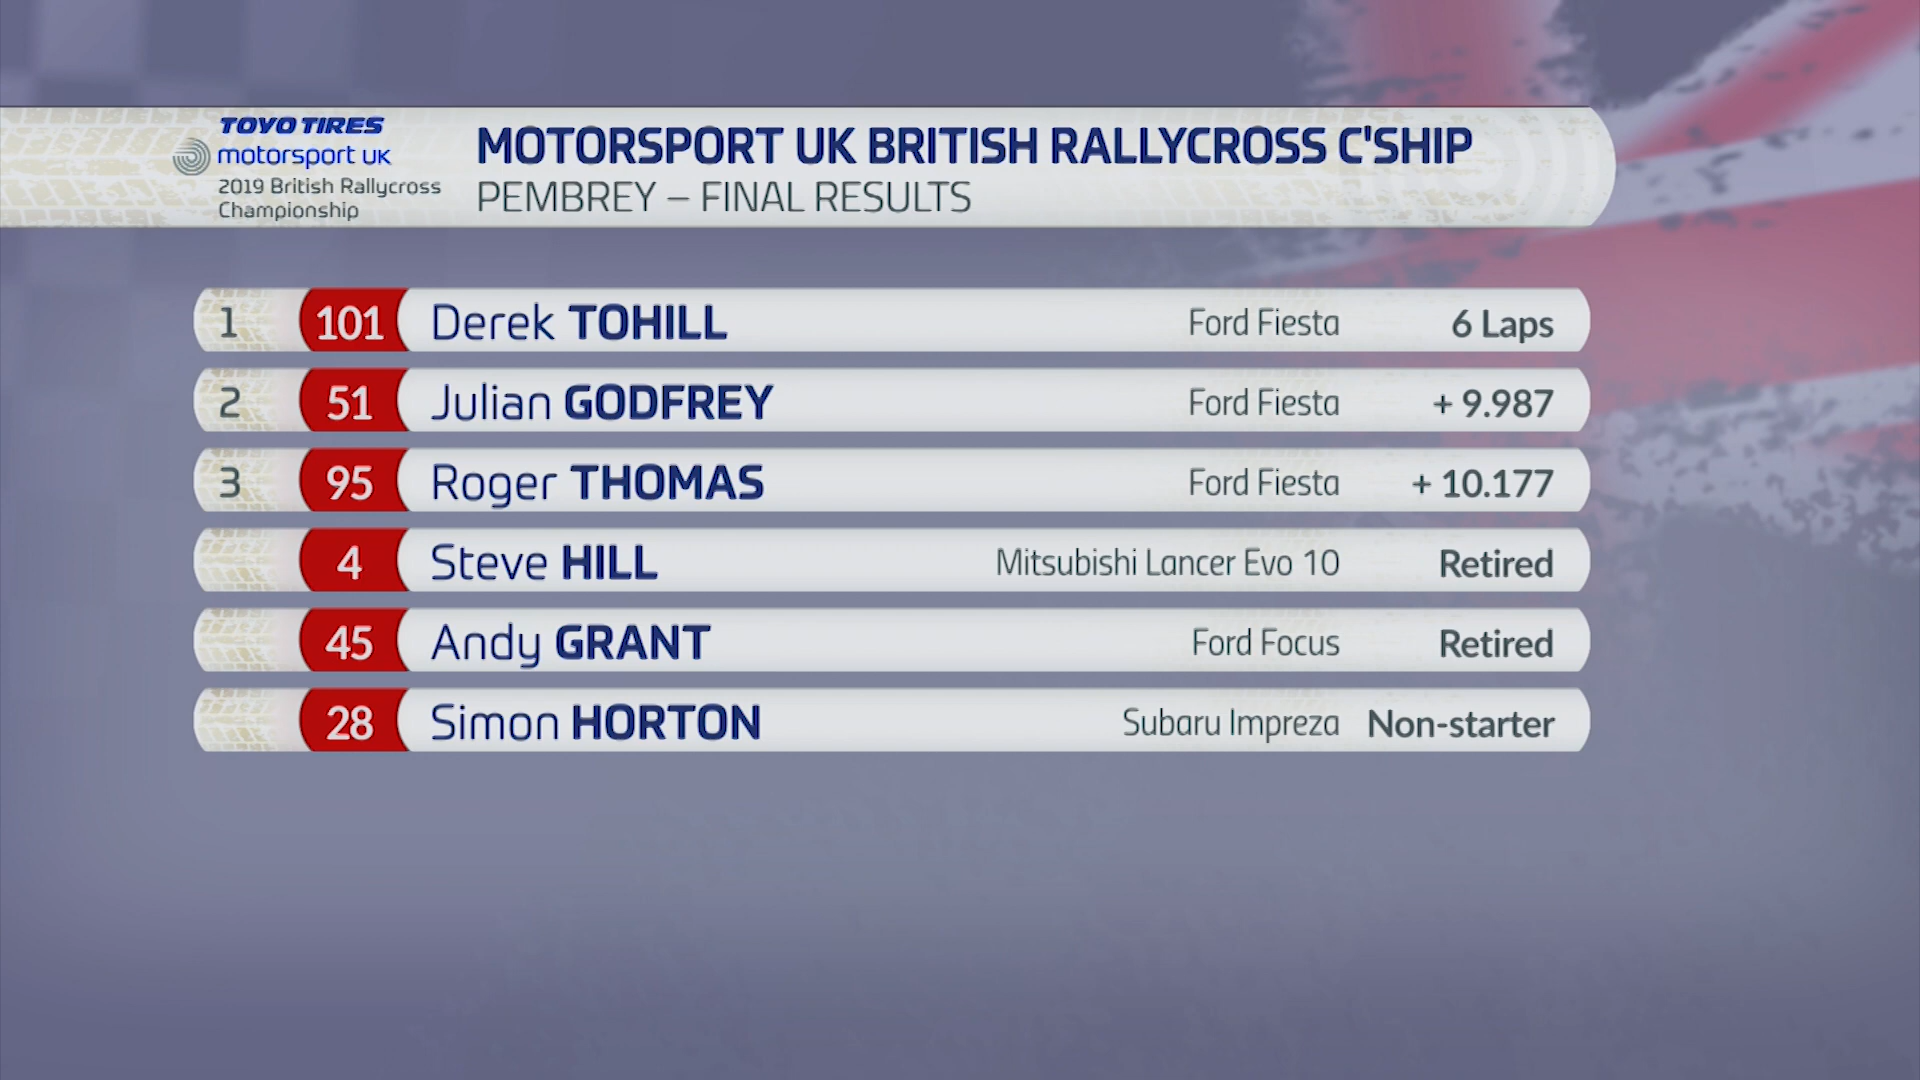 TOYO TIRES
motorsport UK
2019 British Rallycross
Championship
MOTORSPORT UK BRITISH RALLYCROSS C'SHIP
PEMBREY – FINAL RESULTS
1 101 Derek TOHILL Ford Fiesta 6 Laps
2 51 Julian GODFREY Ford Fiesta + 9.987
3 95 Roger THOMAS Ford Fiesta + 10.177
4 Steve HILL Mitsubishi Lancer Evo 10 Retired
45 Andy GRANT Ford Focus Retired
28 Simon HORTON Subaru Impreza Non-starter